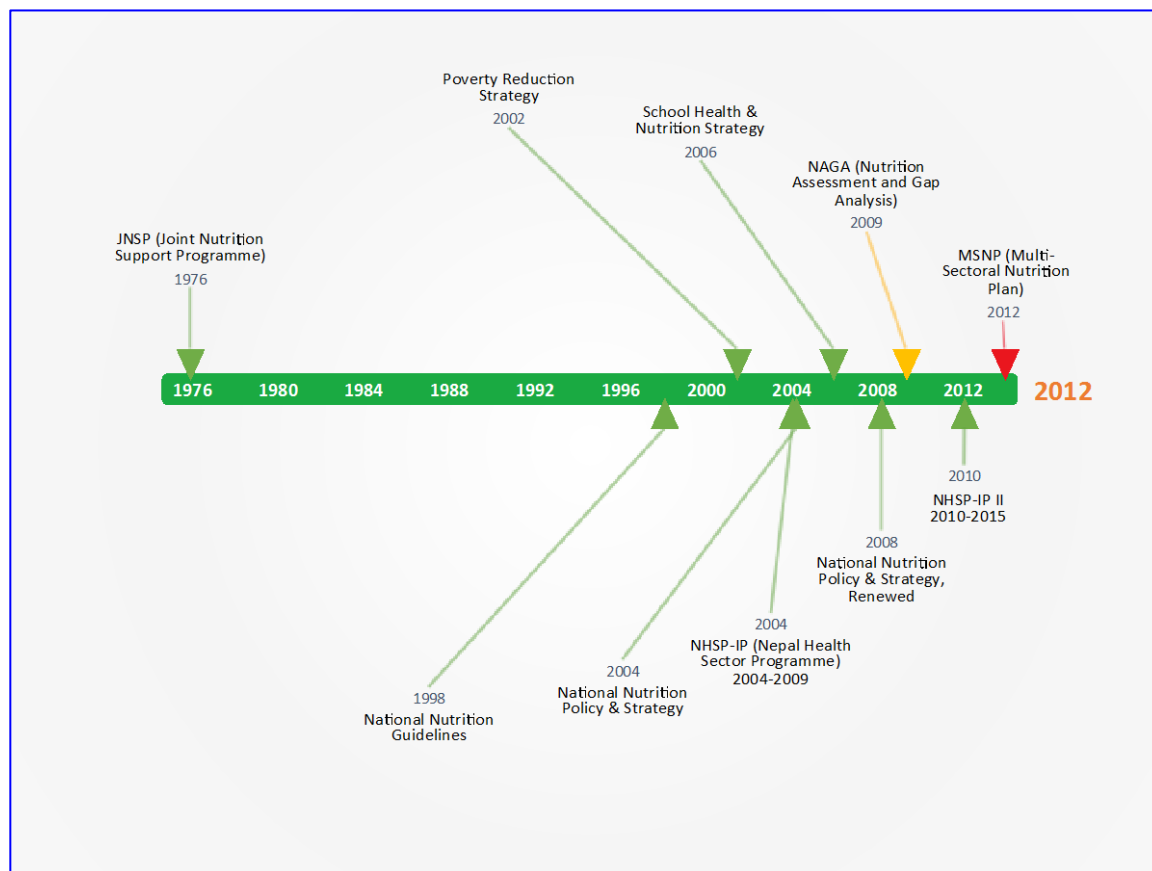 Poverty Reduction
Strategy
2002
School Health &
Nutrition Strategy
2006
NAGA (Nutrition
Assessment and Gap
Analysis)
2009
JNSP (Joint Nutrition
Support Programme)
1976
MSNP (Multi-
Sectoral Nutrition
Plan)
2012
1976 1980 1984 1988 1992 1996 2000 2004 2008 2012 2012
2010
NHSP-IP II
2010-2015
2008
National Nutrition
Policy & Strategy,
Renewed
2004
NHSP-IP (Nepal Health
Sector Programme)
2004-2009
2004
National Nutrition
Policy & Strategy
1998
National Nutrition
Guidelines